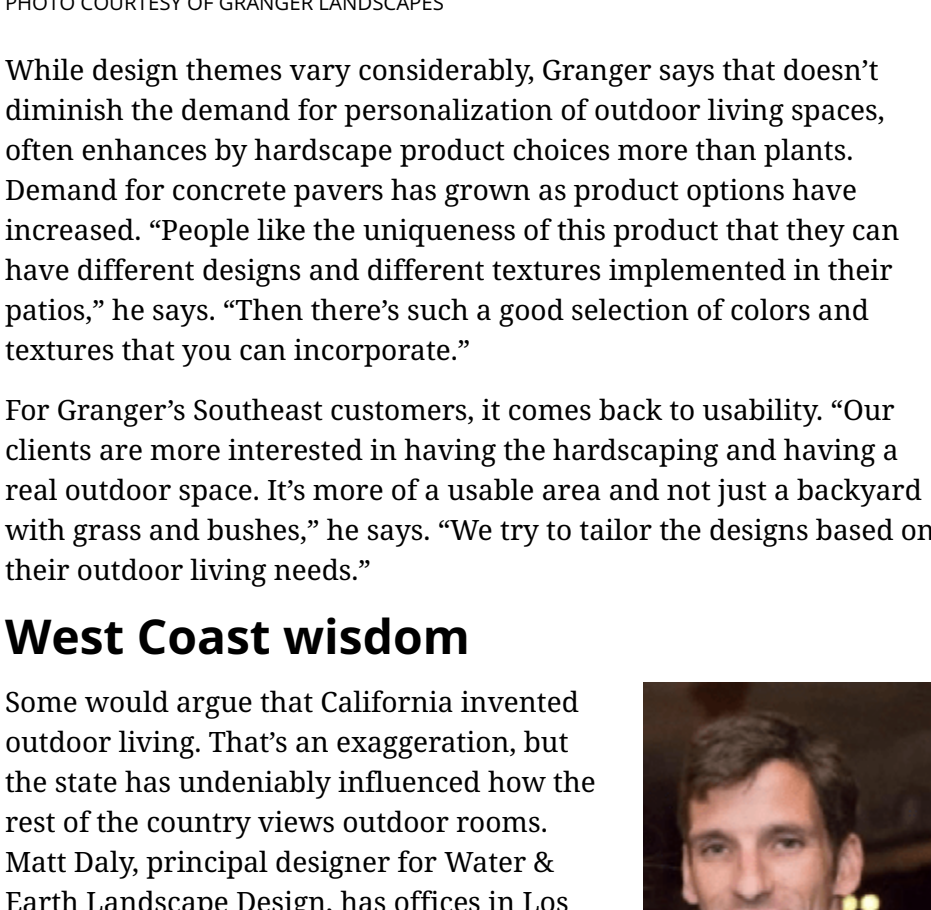 PHOTO COURTESY OF GRANGER LANDSCAPES
While design themes vary considerably, Granger says that doesn’t
diminish the demand for personalization of outdoor living spaces,
often enhances by hardscape product choices more than plants.
Demand for concrete pavers has grown as product options have
increased. “People like the uniqueness of this product that they can
have different designs and different textures implemented in their
patios,” he says. “Then there’s such a good selection of colors and
textures that you can incorporate.”
For Granger’s Southeast customers, it comes back to usability. “Our
clients are more interested in having the hardscaping and having a
real outdoor space. It’s more of a usable area and not just a backyard
with grass and bushes,” he says. “We try to tailor the designs based on
their outdoor living needs.”
West Coast wisdom
Some would argue that California invented
outdoor living. That’s an exaggeration, but
the state has undeniably influenced how the
rest of the country views outdoor rooms.
Matt Daly, principal designer for Water &
Earth Landscape Design, has offices in Los